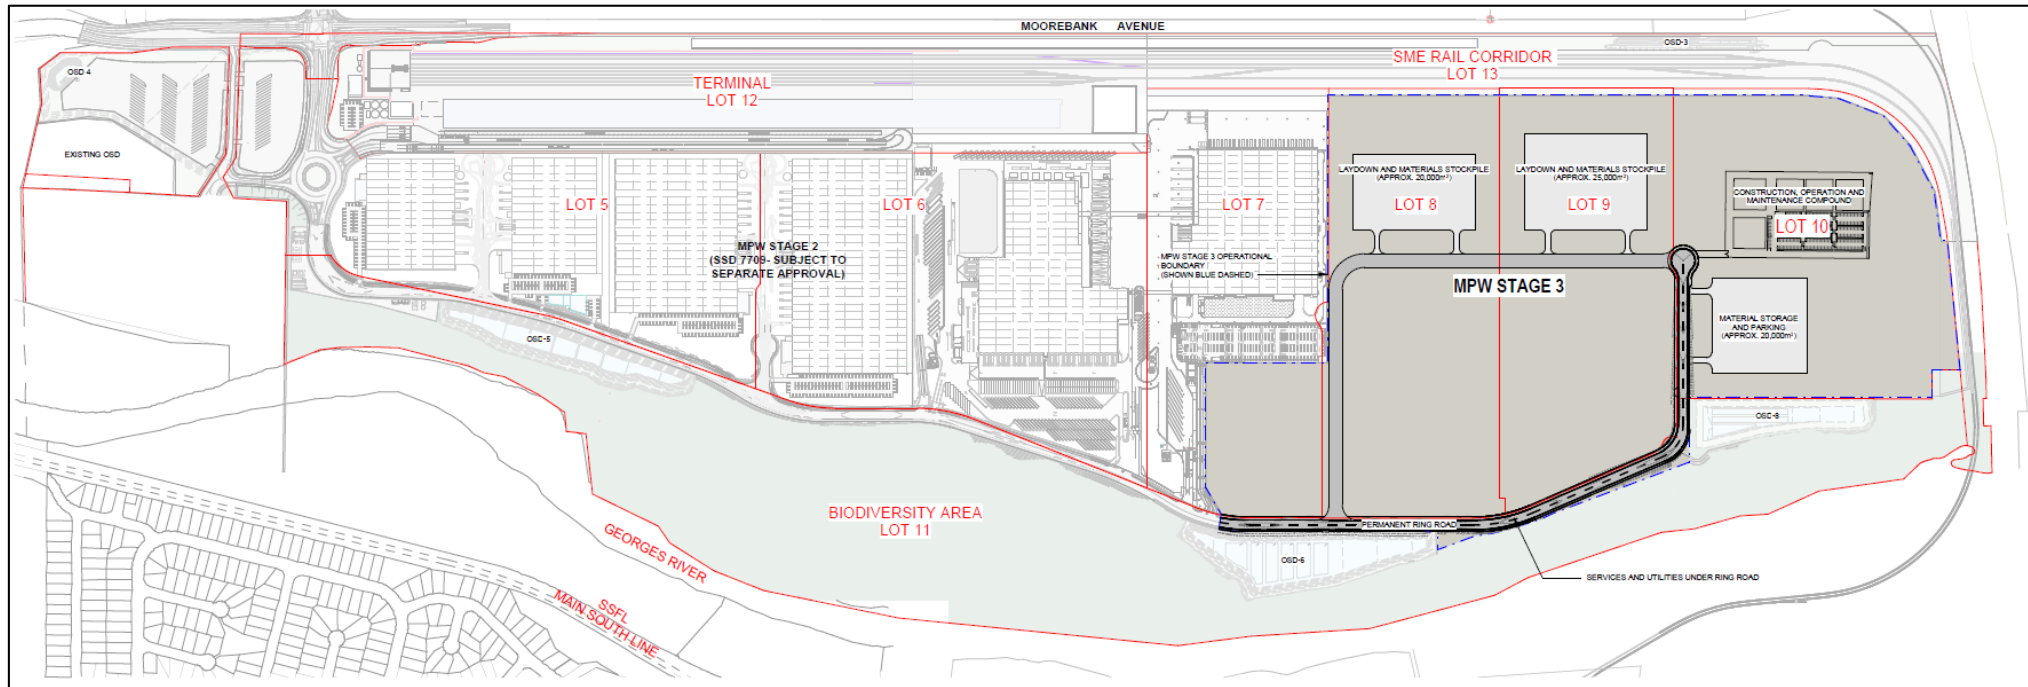 MOOREBANK AVENUE
OSD-3
SME RAIL CORRIDOR
LOT 13
OSD 4
TERMINAL
LOT 12
EXISTING OSD
LAYDOWN AND MATERIALS STOCKPILE
(APPROX. 20,000m²)
LAYDOWN AND MATERIALS STOCKPILE
(APPROX. 25,000m²)
CONSTRUCTION, OPERATION AND
MAINTENANCE COMPOUND
LOT 5
LOT 6
LOT 7
LOT 8
LOT 9
LOT 10
MPW STAGE 2
(SSD 7709- SUBJECT TO
SEPARATE APPROVAL)
MPW STAGE 3 OPERATIONAL
BOUNDARY
(SHOWN BLUE DASHED)
MPW STAGE 3
MATERIAL STORAGE
AND PARKING
(APPROX. 20,000m²)
OSD-5
OSD-8
BIODIVERSITY AREA
LOT 11
PERMANENT RING ROAD
OSD-6
SERVICES AND UTILITIES UNDER RING ROAD
GEORGES RIVER
SSFL
MAIN SOUTH LINE